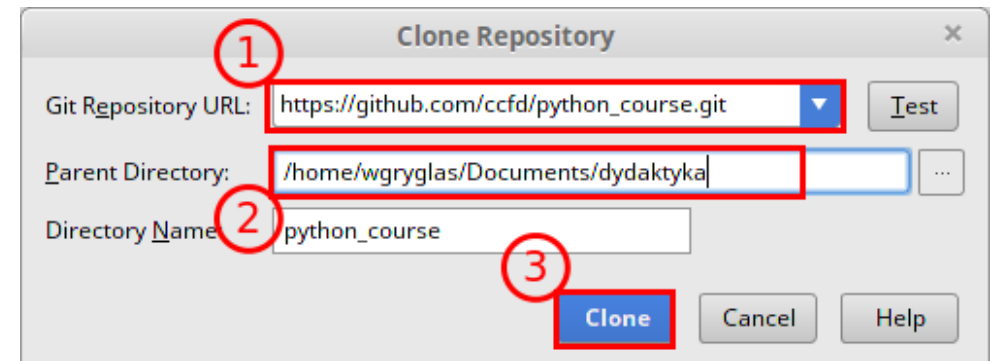 Clone Repository
1
Git Repository URL: https://github.com/ccfd/python_course.git Test
Parent Directory: /home/wgryglas/Documents/dydaktyka ...
2
Directory Name python_course
3
Clone Cancel Help